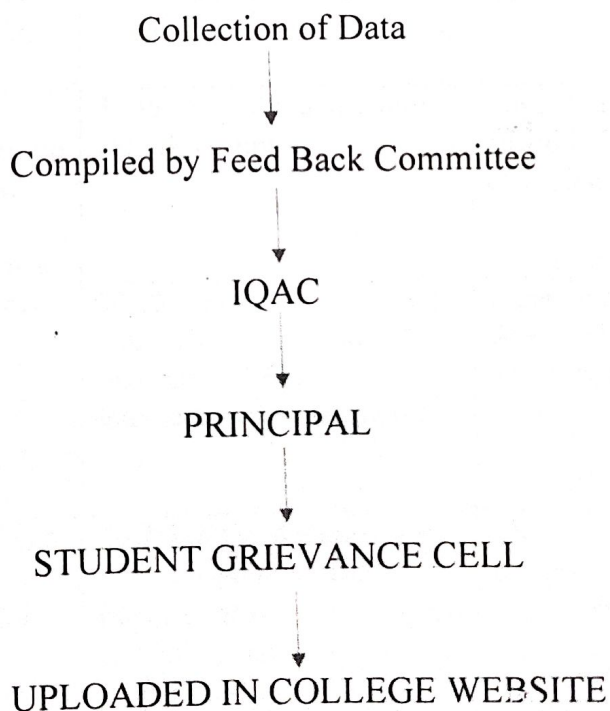 Collection of Data
Compiled by Feed Back Committee
IQAC
PRINCIPAL
STUDENT GRIEVANCE CELL
UPLOADED IN COLLEGE WEBSITE